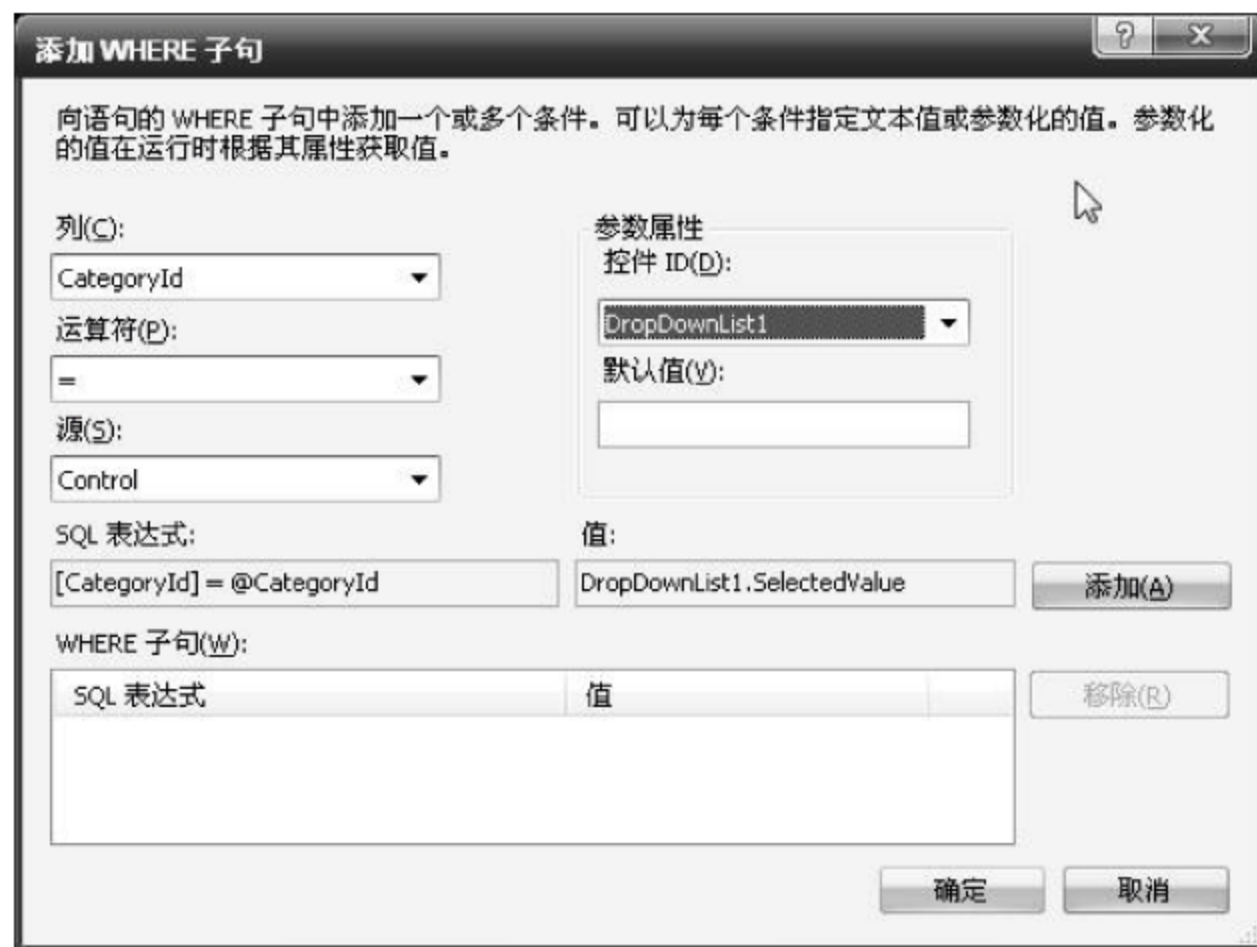 添加 WHERE 子句
向语句的 WHERE 子句中添加一个或多个条件。可以为每个条件指定文本值或参数化的值。参数化
的值在运行时根据其属性获取值。
列(C):
CategoryId
运算符(P):
=
源(S):
Control
参数属性
控件 ID(D):
DropDownList1
默认值(V):
SQL 表达式:
[CategoryId] = @CategoryId
值:
DropDownList1.SelectedValue
添加(A)
WHERE 子句(W):
SQL 表达式 值
移除(R)
确定 取消